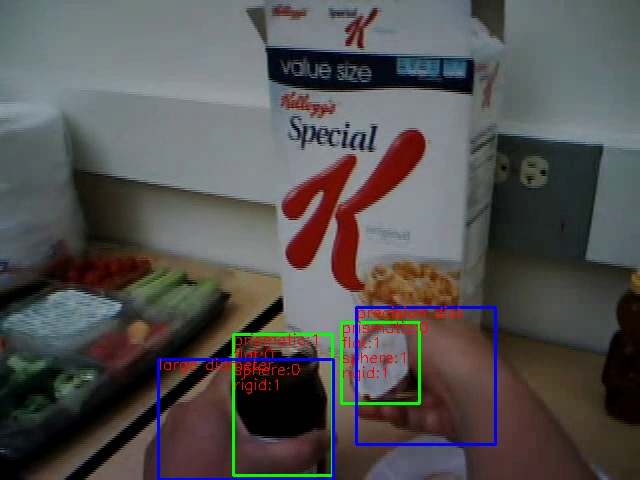 Kellogg's
Special
K
value size
Kellogg's
Special
K
original
precision disk
prismatic:0
flat:1
sphere:1
rigid:1
prismatic:1
flat:0
sphere:0
rigid:1
large diameter